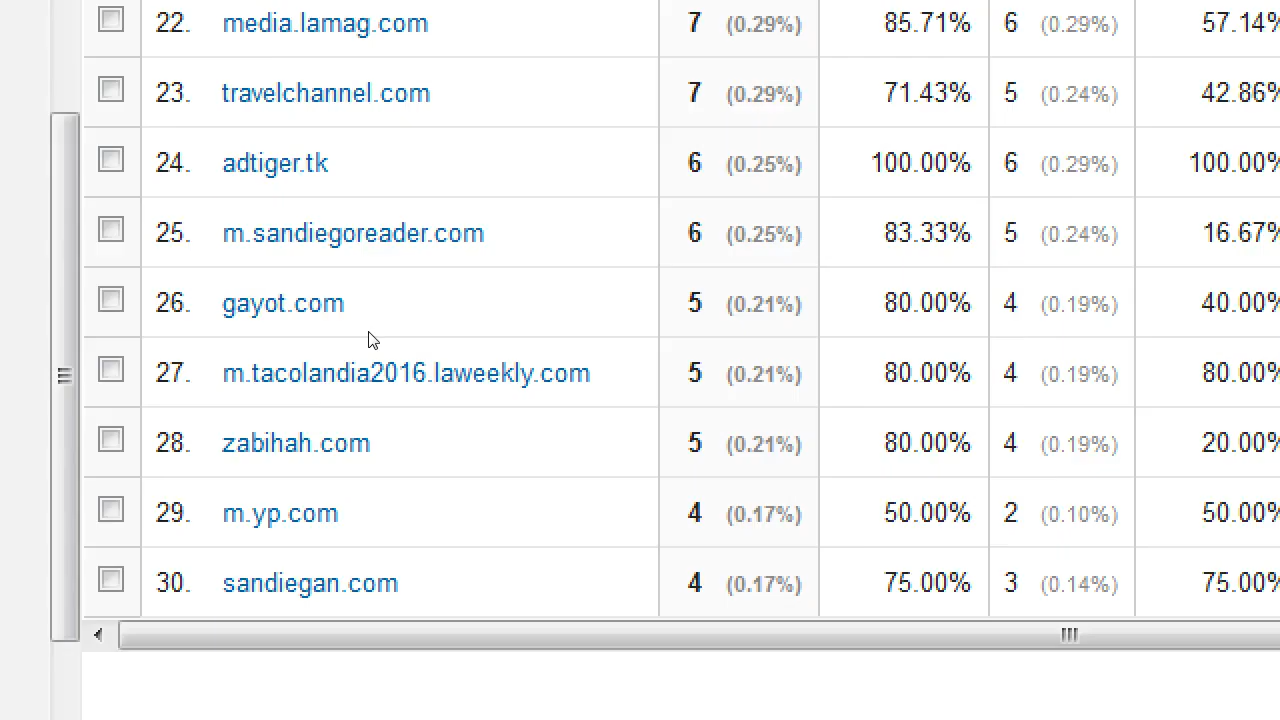 22. media.lamag.com 7 (0.29%) 85.71% 6 (0.29%) 57.14%
23. travelchannel.com 7 (0.29%) 71.43% 5 (0.24%) 42.86%
24. adtiger.tk 6 (0.25%) 100.00% 6 (0.29%) 100.00%
25. m.sandiegoreader.com 6 (0.25%) 83.33% 5 (0.24%) 16.67%
26. gayot.com 5 (0.21%) 80.00% 4 (0.19%) 40.00%
27. m.tacolandia2016.laweekly.com 5 (0.21%) 80.00% 4 (0.19%) 80.00%
28. zabihah.com 5 (0.21%) 80.00% 4 (0.19%) 20.00%
29. m.yp.com 4 (0.17%) 50.00% 2 (0.10%) 50.00%
30. sandiegan.com 4 (0.17%) 75.00% 3 (0.14%) 75.00%